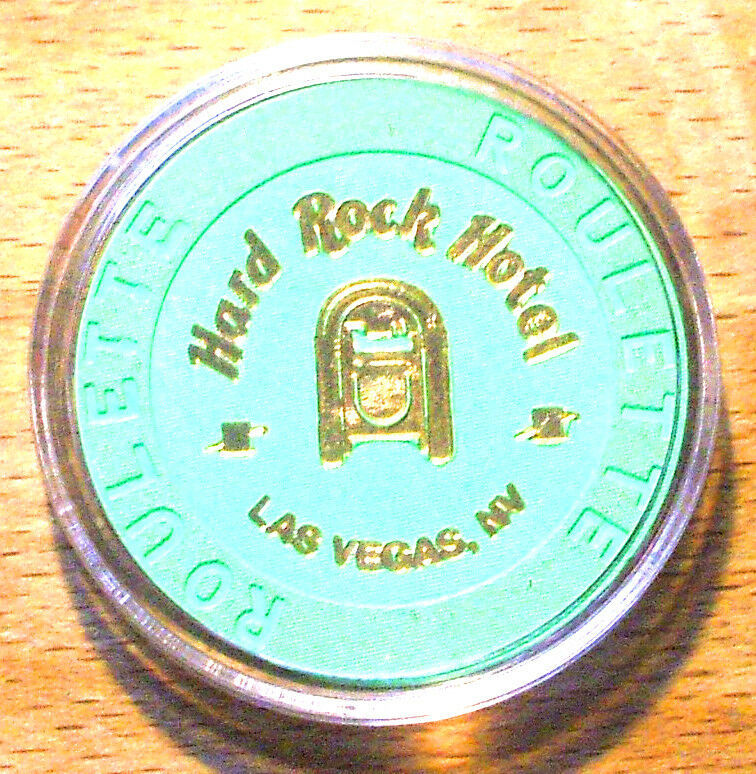 Hard Rock Hotel
LAS VEGAS, NV
ROULETTE
ROULETTE